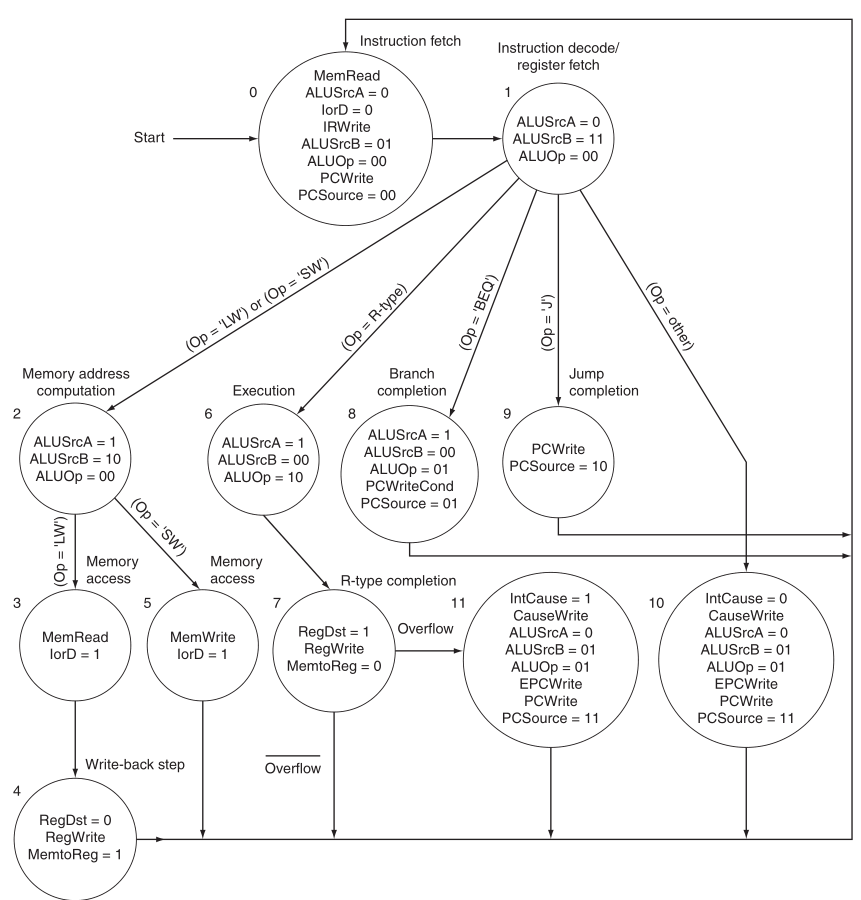 Instruction fetch
0
MemRead
ALUSrcA = 0
IorD = 0
IRWrite
ALUSrcB = 01
ALUOp = 00
PCWrite
PCSource = 00
Start
Instruction decode/
register fetch
1
ALUSrcA = 0
ALUSrcB = 11
ALUOp = 00
(Op = 'LW') or (Op = 'SW')
(Op = R-type)
(Op = 'BEQ')
(Op = 'J')
(Op = other)
Memory address
computation
2
ALUSrcA = 1
ALUSrcB = 10
ALUOp = 00
Execution
6
ALUSrcA = 1
ALUSrcB = 00
ALUOp = 10
Branch
completion
8
ALUSrcA = 1
ALUSrcB = 00
ALUOp = 01
PCWriteCond
PCSource = 01
Jump
completion
9
PCWrite
PCSource = 10
(Op = 'LW')
(Op = 'SW')
Memory
access
3
MemRead
IorD = 1
Memory
access
5
MemWrite
IorD = 1
R-type completion
7
RegDst = 1
RegWrite
MemtoReg = 0
Overflow
Overflow
11
IntCause = 1
CauseWrite
ALUSrcA = 0
ALUSrcB = 01
ALUOp = 01
EPCWrite
PCWrite
PCSource = 11
10
IntCause = 0
CauseWrite
ALUSrcA = 0
ALUSrcB = 01
ALUOp = 01
EPCWrite
PCWrite
PCSource = 11
Write-back step
4
RegDst = 0
RegWrite
MemtoReg = 1